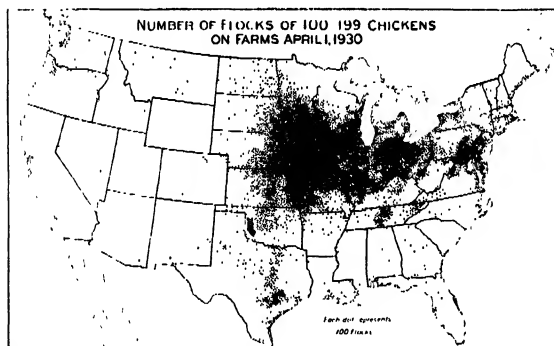 NUMBER OF FLOCKS OF 100 199 CHICKENS
ON FARMS APRIL 1, 1930
Each dot represents
100 Flocks